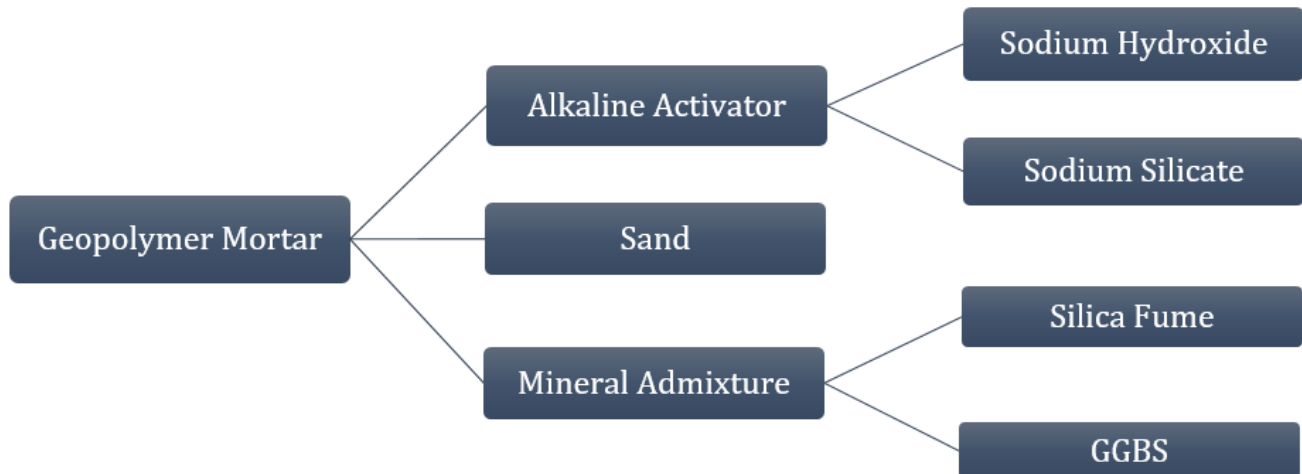 Geopolymer Mortar
Alkaline Activator
Sodium Hydroxide
Sodium Silicate
Sand
Mineral Admixture
Silica Fume
GGBS